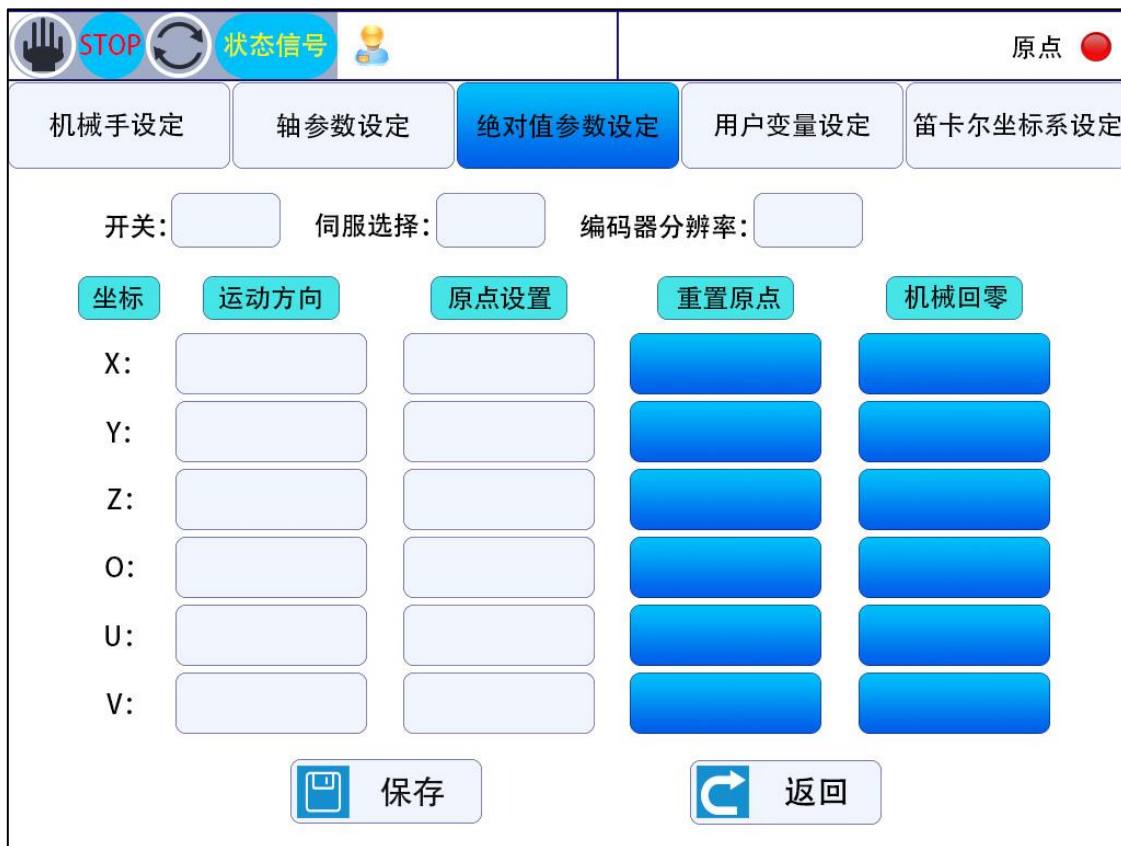 STOP 状态信号 原点
机械手设定 轴参数设定 绝对值参数设定 用户变量设定 笛卡尔坐标系设定
开关: 伺服选择: 编码器分辨率:
坐标 运动方向 原点设置 重置原点 机械回零
X:
Y:
Z:
O:
U:
V:
保存 返回